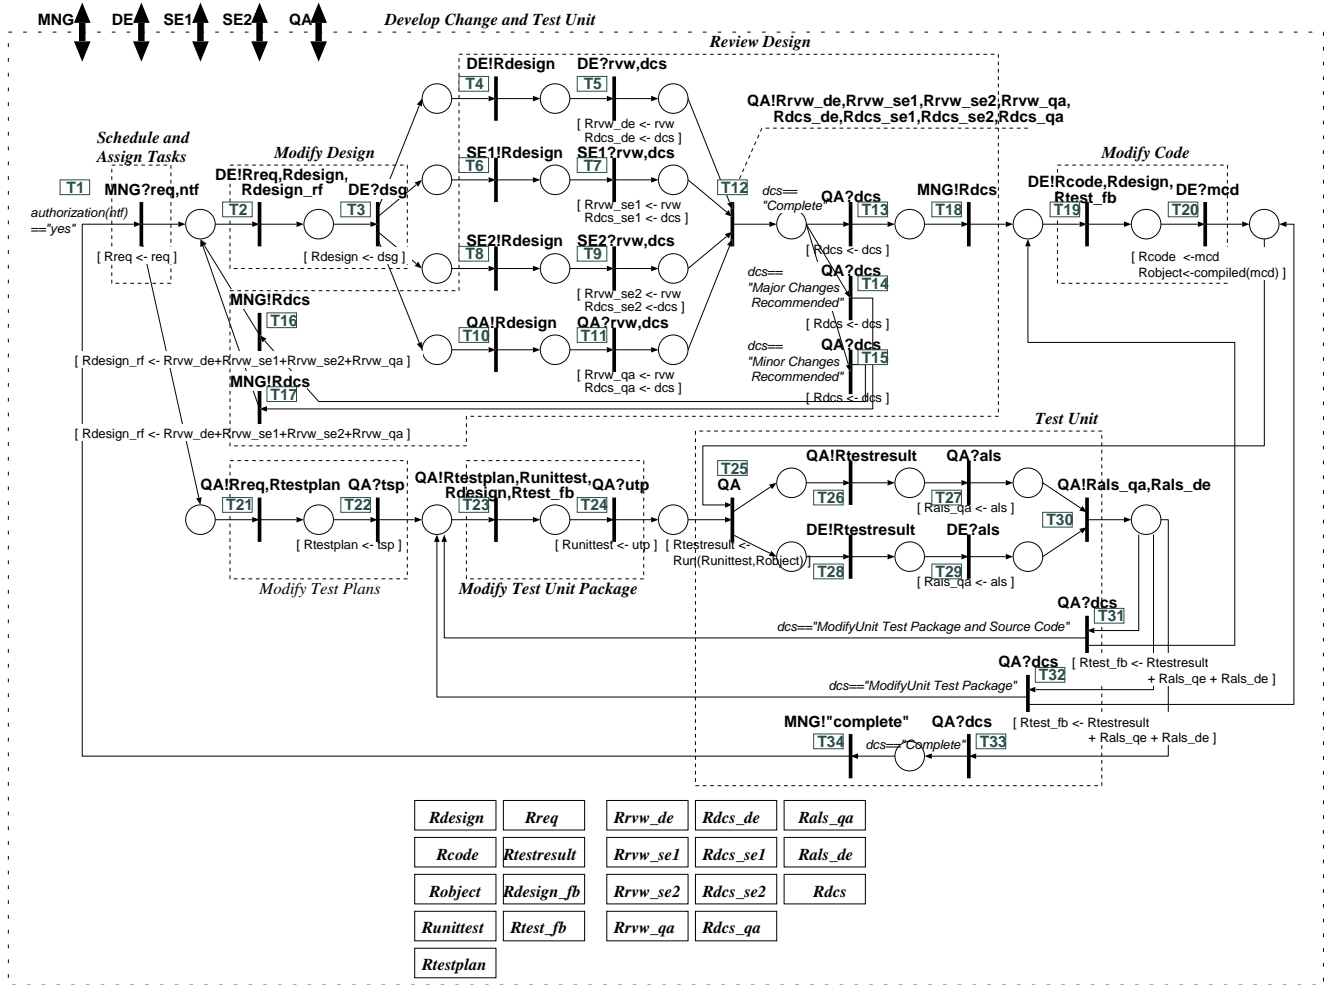 MNG DE SE1 SE2 QA
Develop Change and Test Unit
Review Design
DE!Rdesign
T4
DE?rvw,dcs
T5
[ Rrvw_de <- rvw
Rdcs_de <- dcs ]
QA!Rrvw_de,Rrvw_se1,Rrvw_se2,Rrvw_qa,
Rdcs_de,Rdcs_se1,Rdcs_se2,Rdcs_qa
Schedule and
Assign Tasks
T1
MNG?req,ntf
authorization(ntf)
=="yes"
[ Rreq <- req ]
Modify Design
DE!Rreq,Rdesign,
Rdesign_rf
T2
DE?dsg
T3
[ Rdesign <- dsg ]
SE1!Rdesign
T6
SE1?rvw,dcs
T7
[ Rrvw_se1 <- rvw
Rdcs_se1 <- dcs ]
SE2!Rdesign
T8
SE2?rvw,dcs
T9
[ Rrvw_se2 <- rvw
Rdcs_se2 <-dcs ]
QA!Rdesign
T10
QA?rvw,dcs
T11
[ Rrvw_qa <- rvw
Rdcs_qa <- dcs ]
T12
dcs==
"Complete"
QA?dcs
T13
[ Rdcs <- dcs ]
MNG!Rdcs
T18
dcs==
"Major Changes
Recommended"
QA?dcs
T14
[ Rdcs <- dcs ]
dcs==
"Minor Changes
Recommended"
QA?dcs
T15
[ Rdcs <- dcs ]
Modify Code
DE!Rcode,Rdesign,
Rtest_fb
T19
DE?mcd
T20
[ Rcode <-mcd
Robject<-compiled(mcd) ]
MNG!Rdcs
T16
[ Rdesign_rf <- Rrvw_de+Rrvw_se1+Rrvw_se2+Rrvw_qa ]
MNG!Rdcs
T17
[ Rdesign_rf <- Rrvw_de+Rrvw_se1+Rrvw_se2+Rrvw_qa ]
QA!Rreq,Rtestplan
T21
QA?tsp
T22
[ Rtestplan <- tsp ]
Modify Test Plans
QA!Rtestplan,Runittest,
Rdesign,Rtest_fb
T23
QA?utp
T24
[ Runittest <- utp ]
Modify Test Unit Package
Test Unit
T25
QA
[ Rtestresult <-
Run(Runittest,Robject) ]
QA!Rtestresult
T26
QA?als
T27
[ Rals_qa <- als ]
DE!Rtestresult
T28
DE?als
T29
[ Rals_qa <- als ]
QA!Rals_qa,Rals_de
T30
QA?dcs
T31
dcs=="ModifyUnit Test Package and Source Code"
[ Rtest_fb <- Rtestresult
+ Rals_qe + Rals_de ]
QA?dcs
T32
dcs=="ModifyUnit Test Package"
[ Rtest_fb <- Rtestresult
+ Rals_qe + Rals_de ]
MNG!"complete"
T34
QA?dcs
dcs=="Complete"
T33
Rdesign Rreq Rrvw_de Rdcs_de Rals_qa
Rcode Rtestresult Rrvw_se1 Rdcs_se1 Rals_de
Robject Rdesign_fb Rrvw_se2 Rdcs_se2 Rdcs
Runittest Rtest_fb Rrvw_qa Rdcs_qa
Rtestplan